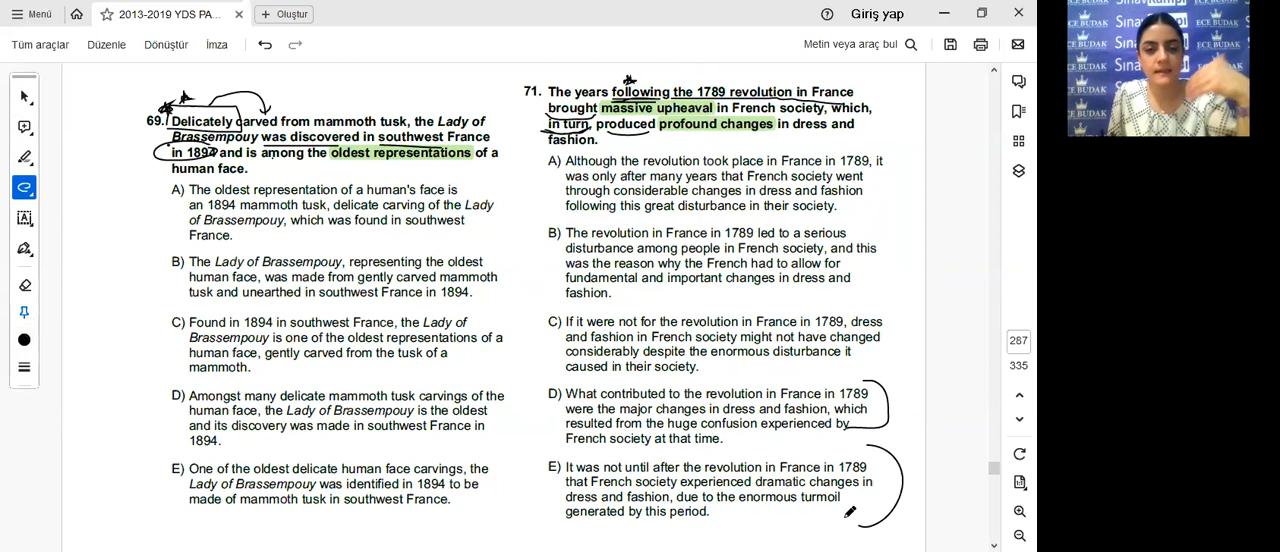 Menü
2013-2019 YDS PA...
Oluştur
Giriş yap
Tüm araçlar
Düzenle
Dönüştür
İmza
Metin veya araç bul
69. Delicately carved from mammoth tusk, the Lady of
Brassempouy was discovered in southwest France
in 1894 and is among the oldest representations of a
human face.
A) The oldest representation of a human's face is
an 1894 mammoth tusk, delicate carving of the Lady
of Brassempouy, which was found in southwest
France.
B) The Lady of Brassempouy, representing the oldest
human face, was made from gently carved mammoth
tusk and unearthed in southwest France in 1894.
C) Found in 1894 in southwest France, the Lady of
Brassempouy is one of the oldest representations of a
human face, gently carved from the tusk of a
mammoth.
D) Amongst many delicate mammoth tusk carvings of the
human face, the Lady of Brassempouy is the oldest
and its discovery was made in southwest France in
1894.
E) One of the oldest delicate human face carvings, the
Lady of Brassempouy was identified in 1894 to be
made of mammoth tusk in southwest France.
71. The years following the 1789 revolution in France
brought massive upheaval in French society, which,
in turn, produced profound changes in dress and
fashion.
A) Although the revolution took place in France in 1789, it
was only after many years that French society went
through considerable changes in dress and fashion
following this great disturbance in their society.
B) The revolution in France in 1789 led to a serious
disturbance among people in French society, and this
was the reason why the French had to allow for
fundamental and important changes in dress and
fashion.
C) If it were not for the revolution in France in 1789, dress
and fashion in French society might not have changed
considerably despite the enormous disturbance it
caused in their society.
D) What contributed to the revolution in France in 1789
were the major changes in dress and fashion, which
resulted from the huge confusion experienced by
French society at that time.
E) It was not until after the revolution in France in 1789
that French society experienced dramatic changes in
dress and fashion, due to the enormous turmoil
generated by this period.
287
335
ECE BUDAK
ECE BUDAK